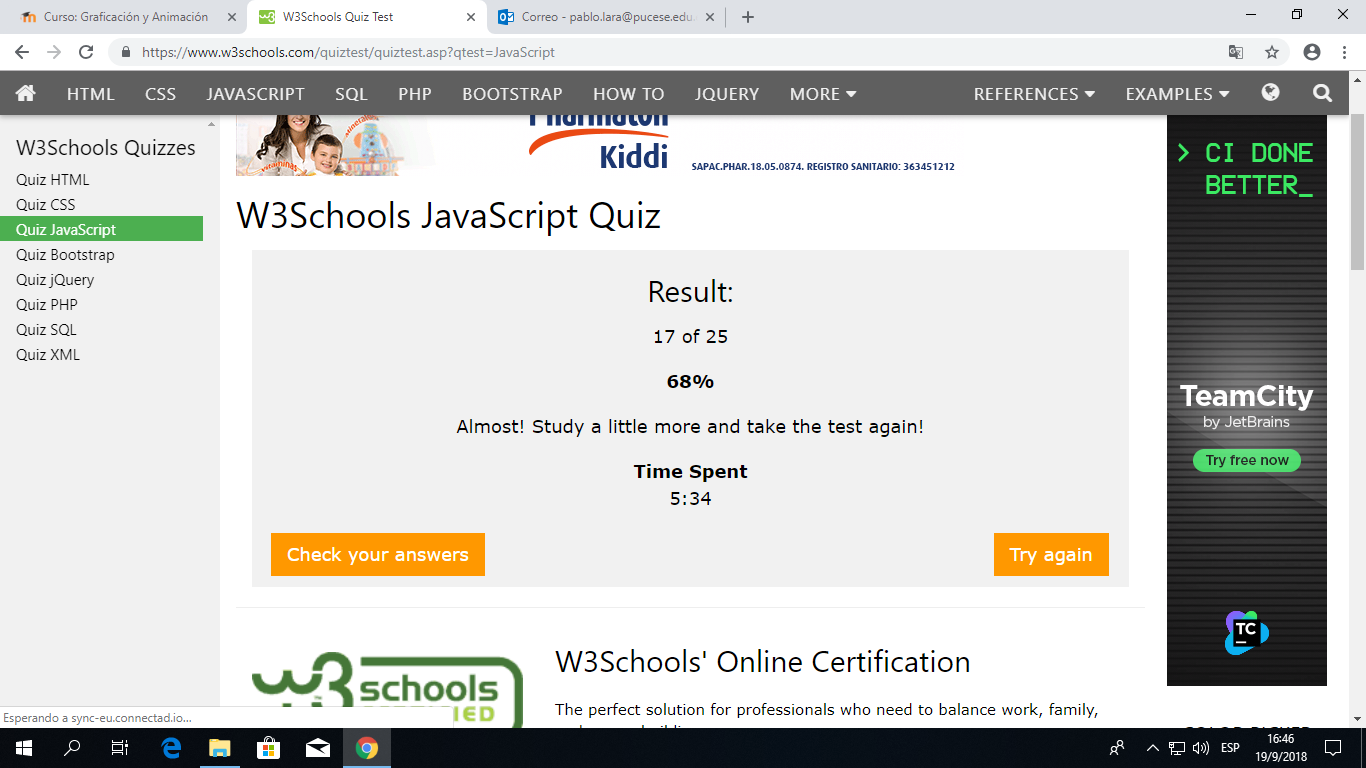 Curso: Graficación y Animación
W3Schools Quiz Test
Correo - pablo.lara@pucese.edu
https://www.w3schools.com/quiztest/quiztest.asp?qtest=JavaScript
HTML CSS JAVASCRIPT SQL PHP BOOTSTRAP HOW TO JQUERY MORE REFERENCES EXAMPLES
W3Schools Quizzes
Quiz HTML
Quiz CSS
Quiz JavaScript
Quiz Bootstrap
Quiz jQuery
Quiz PHP
Quiz SQL
Quiz XML
vitaminas
minerales
Pharmaton
Kiddi
SAPAC.PHAR.18.05.0874. REGISTRO SANITARIO: 363451212
W3Schools JavaScript Quiz
Result:
17 of 25
68%
Almost! Study a little more and take the test again!
Time Spent
5:34
Check your answers
Try again
> CI DONE
BETTER_
TeamCity
by JetBrains
Try free now
TC
w3schools
CERTIFIED
W3Schools' Online Certification
The perfect solution for professionals who need to balance work, family,
COLOR PICKER
Esperando a sync-eu.connectad.io...
ESP
16:46
19/9/2018